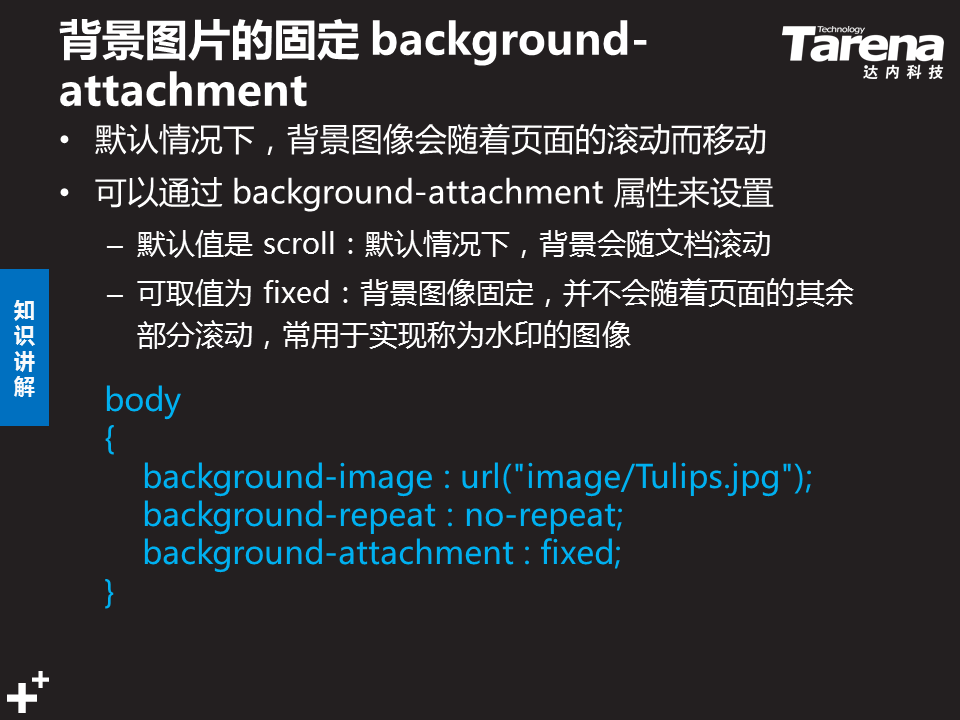 背景图片的固定 background-
attachment
Technology
Tarena
达内科技
• 默认情况下，背景图像会随着页面的滚动而移动
• 可以通过 background-attachment 属性来设置
– 默认值是 scroll：默认情况下，背景会随文档滚动
– 可取值为 fixed：背景图像固定，并不会随着页面的其余
部分滚动，常用于实现称为水印的图像
知
识
讲
解
body
{
background-image : url("image/Tulips.jpg");
background-repeat : no-repeat;
background-attachment : fixed;
}